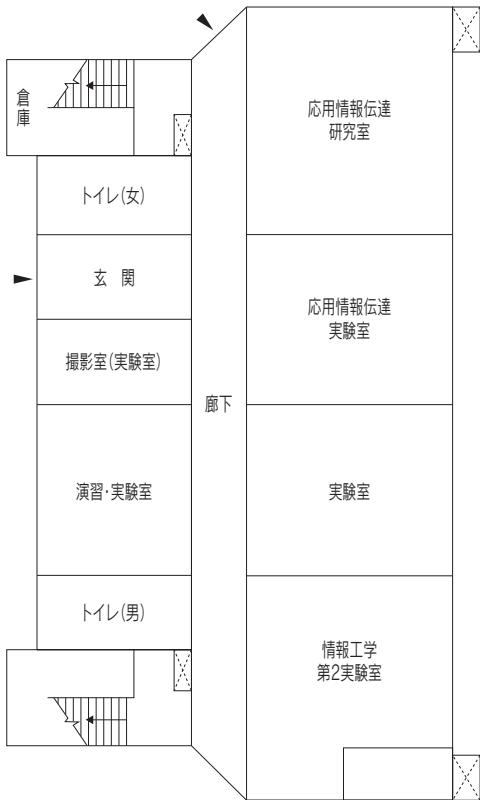 倉庫
応用情報伝達
研究室
トイレ(女)
玄　関
応用情報伝達
実験室
撮影室(実験室)
廊下
演習・実験室
実験室
トイレ(男)
情報工学
第2実験室